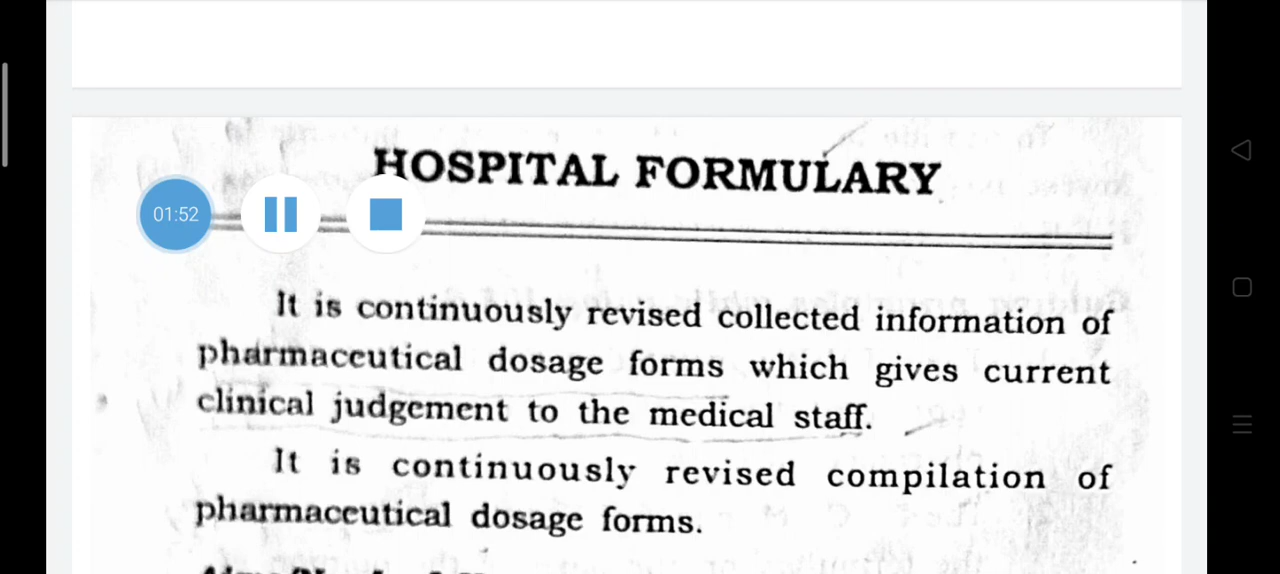 HOSPITAL FORMULARY
01:52
It is continuously revised collected information of
pharmaceutical dosage forms which gives current
clinical judgement to the medical staff.
It is continuously revised compilation of
pharmaceutical dosage forms.